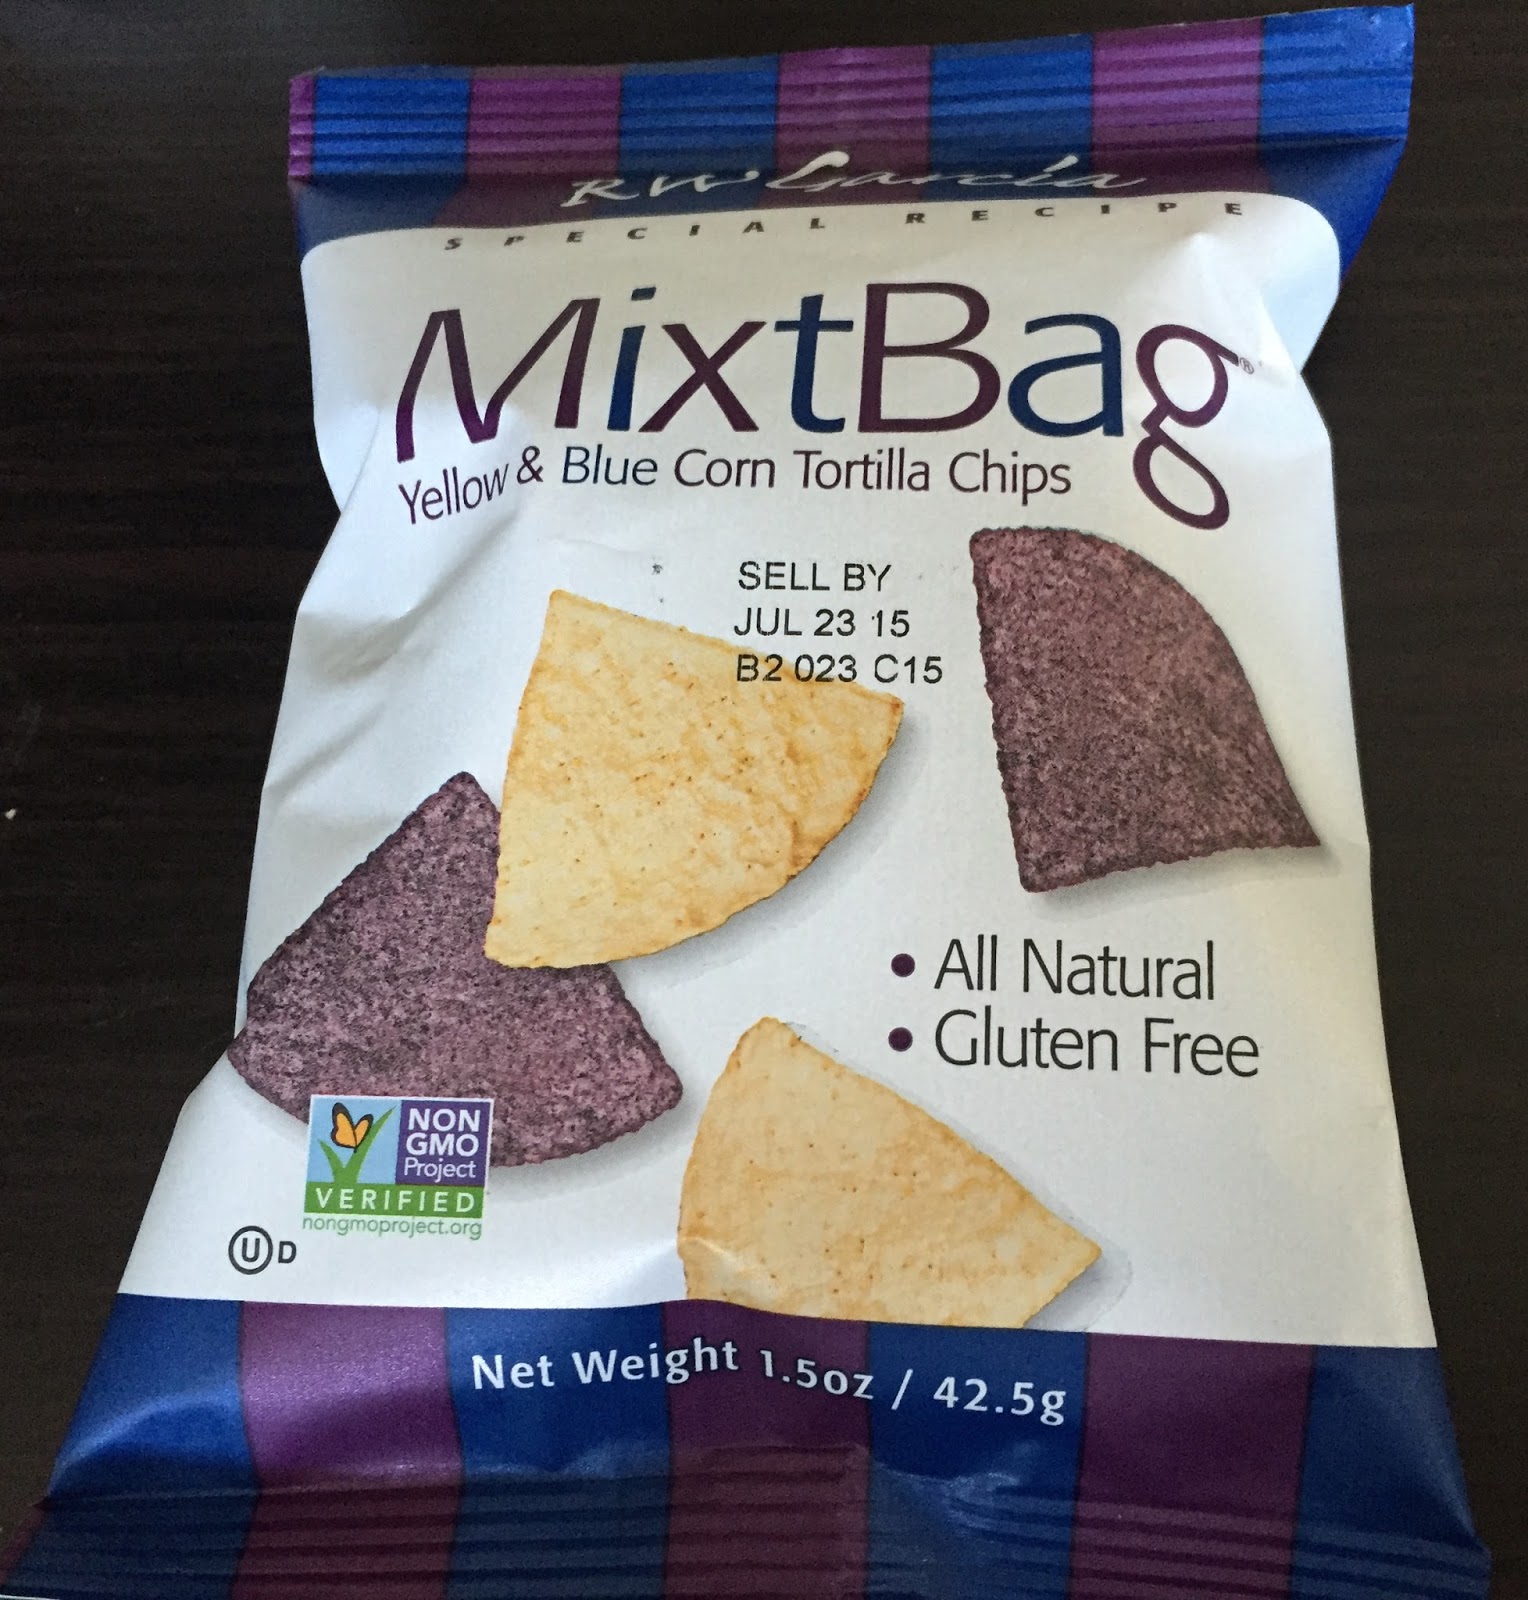 RW Garcia
SPECIAL RECIPE
MixtBag®
Yellow & Blue Corn Tortilla Chips
SELL BY
JUL 23 15
B2 023 C15
• All Natural
• Gluten Free
NON
GMO
Project
VERIFIED
nongmoproject.org
U D
Net Weight 1.5oz / 42.5g